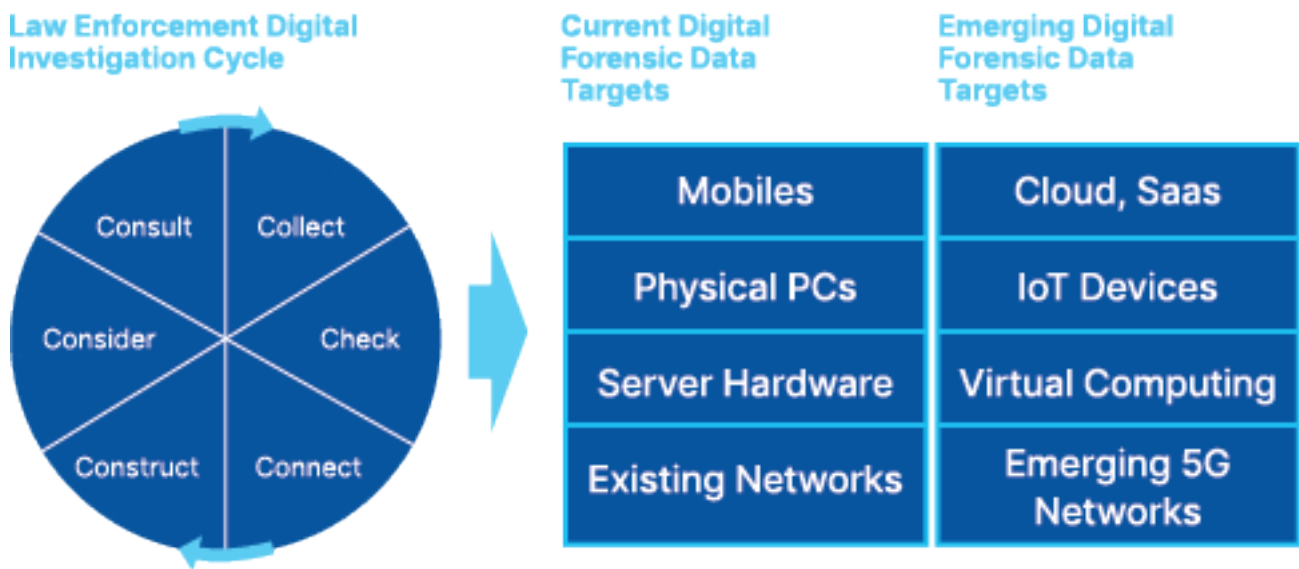 Law Enforcement Digital
Investigation Cycle
Current Digital
Forensic Data
Targets
Emerging Digital
Forensic Data
Targets
Consult
Collect
Consider
Check
Construct
Connect
Mobiles
Cloud, Saas
Physical PCs
IoT Devices
Server Hardware
Virtual Computing
Existing Networks
Emerging 5G
Networks